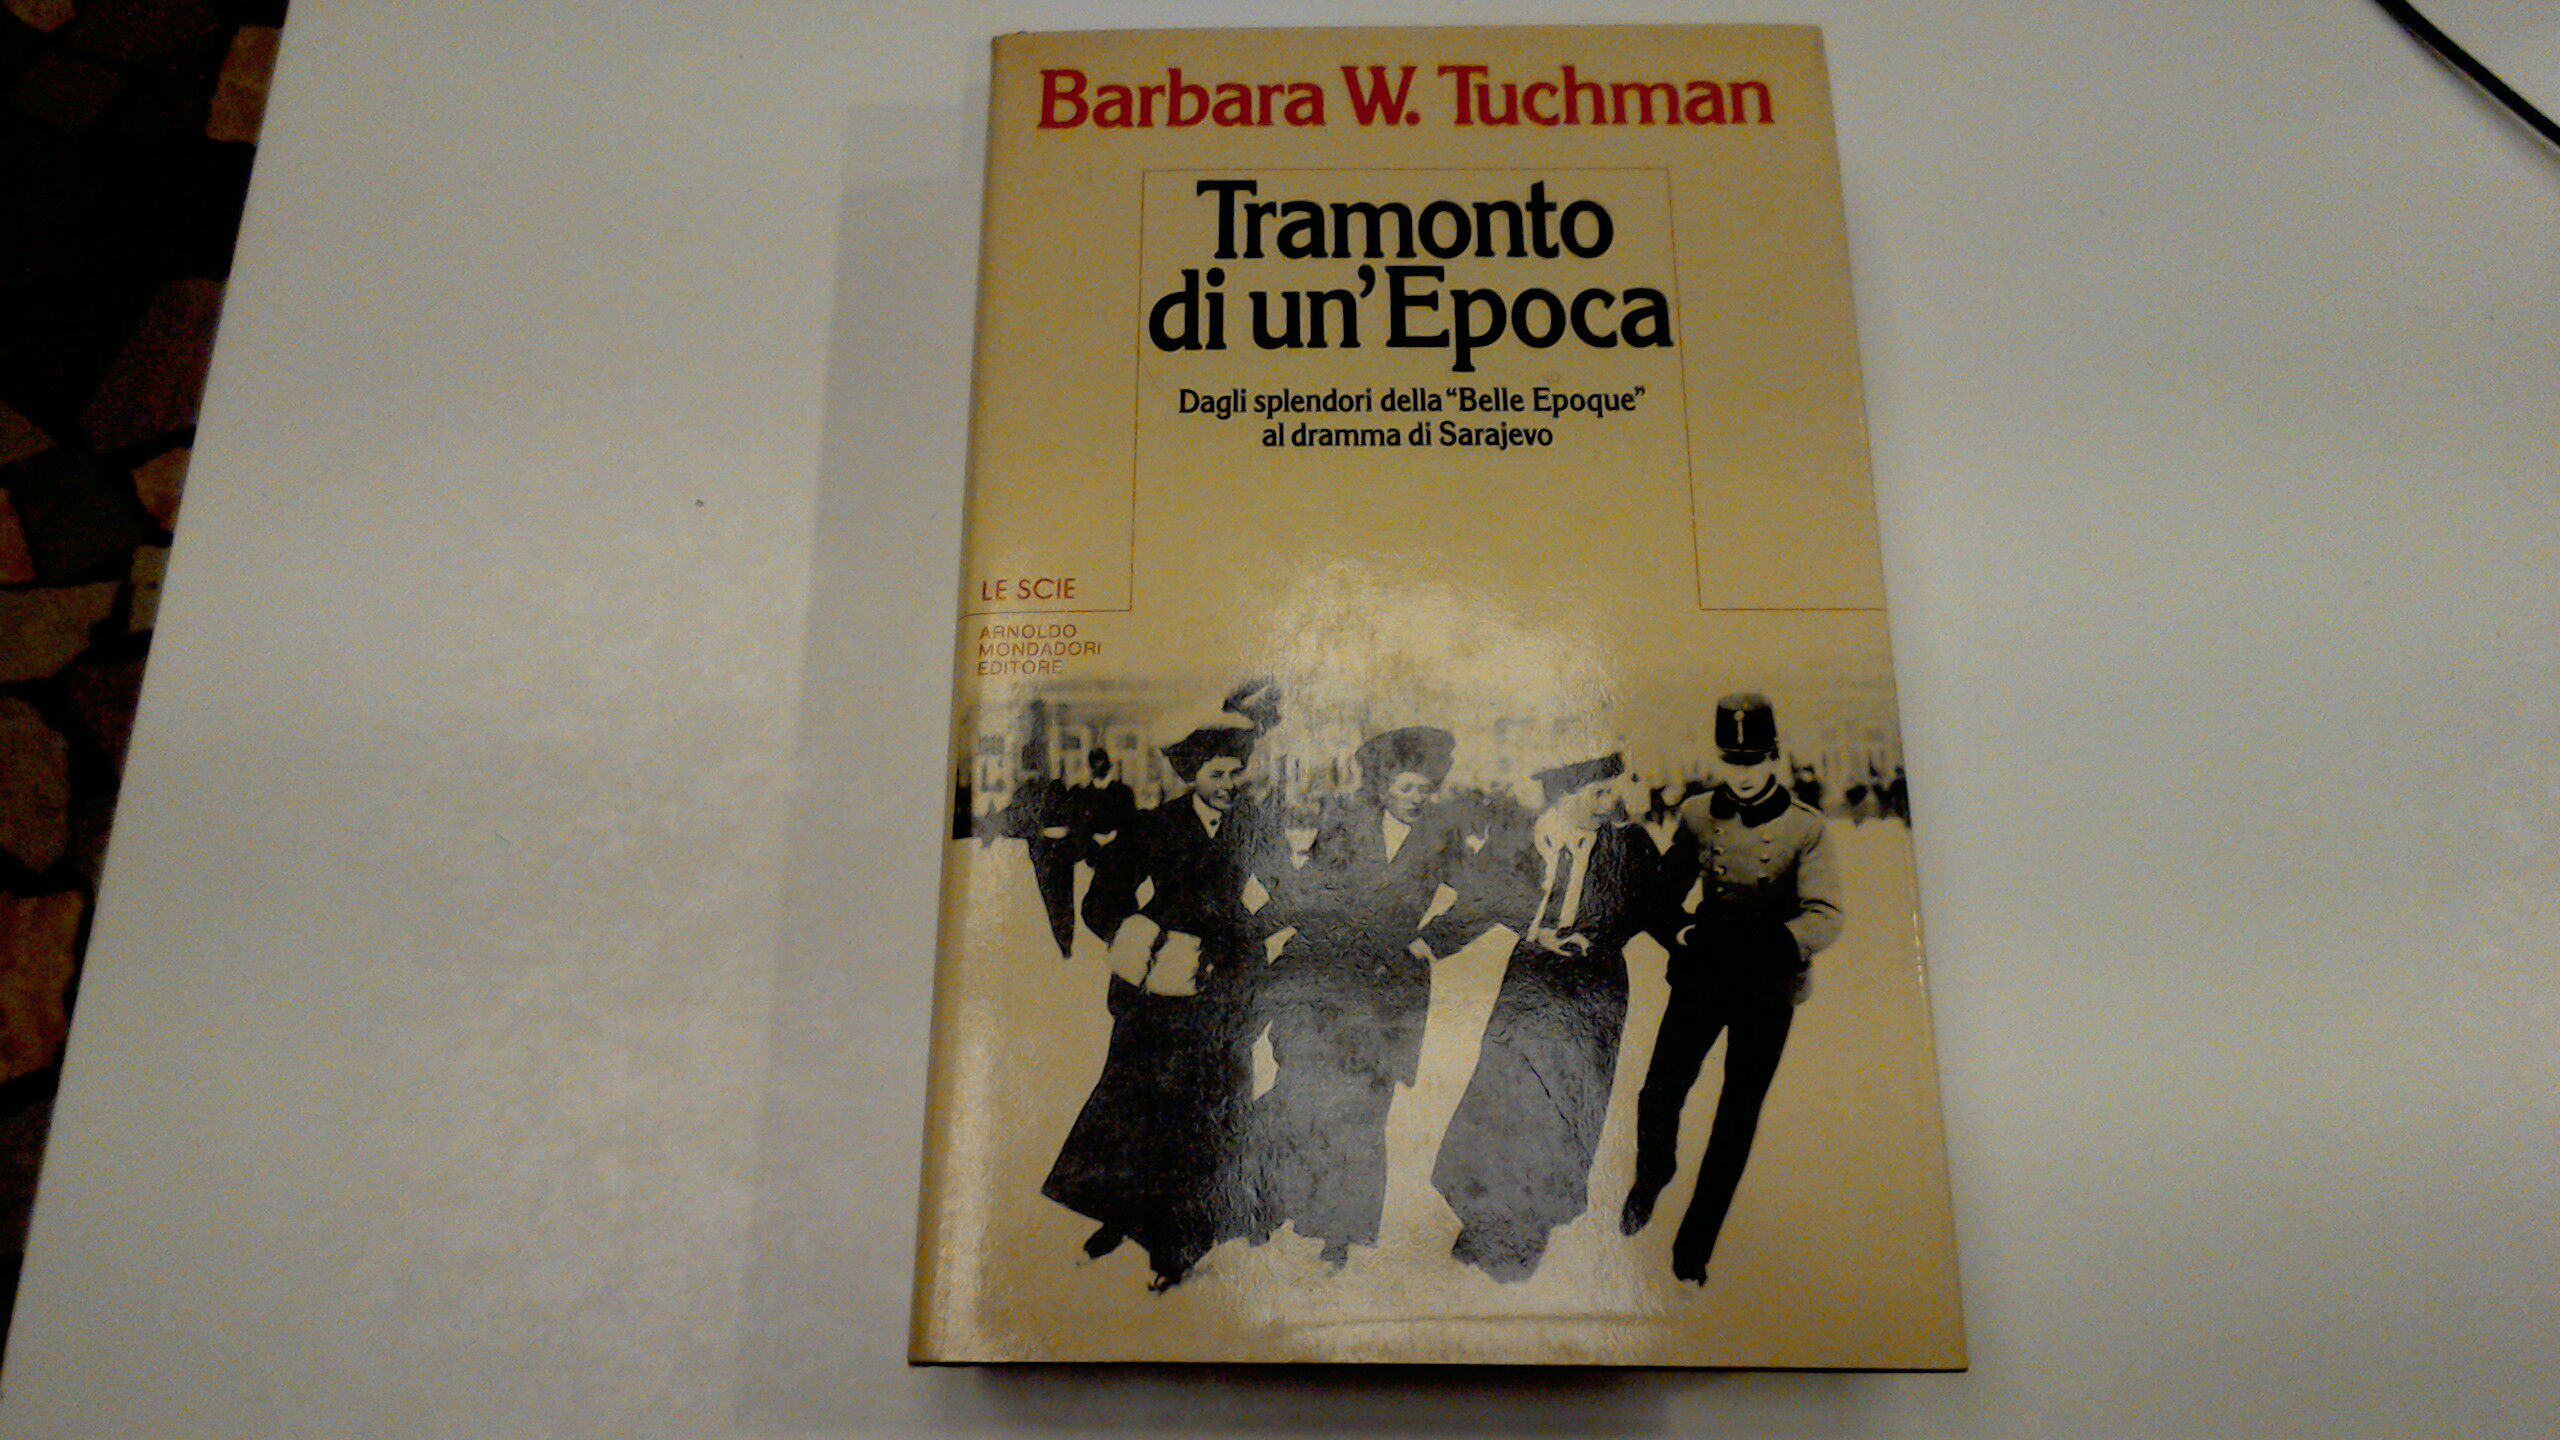 Barbara W. Tuchman
Tramonto
di un'Epoca
Dagli splendori della “Belle Epoque”
al dramma di Sarajevo
LE SCIE
ARNOLDO
MONDADORI
EDITORE